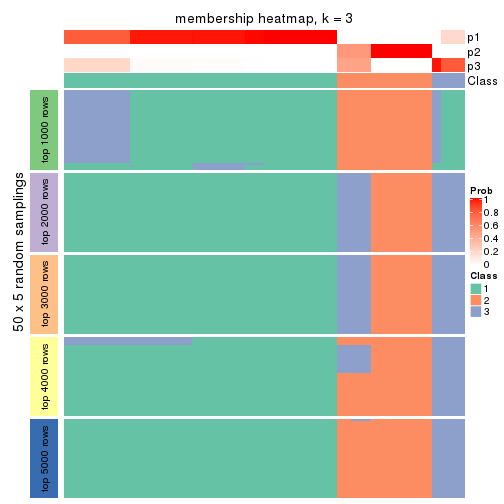 membership heatmap, k = 3
p1
p2
p3
Class
50 x 5 random samplings
top 1000 rows
top 2000 rows
top 3000 rows
top 4000 rows
top 5000 rows
Prob
1
0.8
0.6
0.4
0.2
0
Class
1
2
3